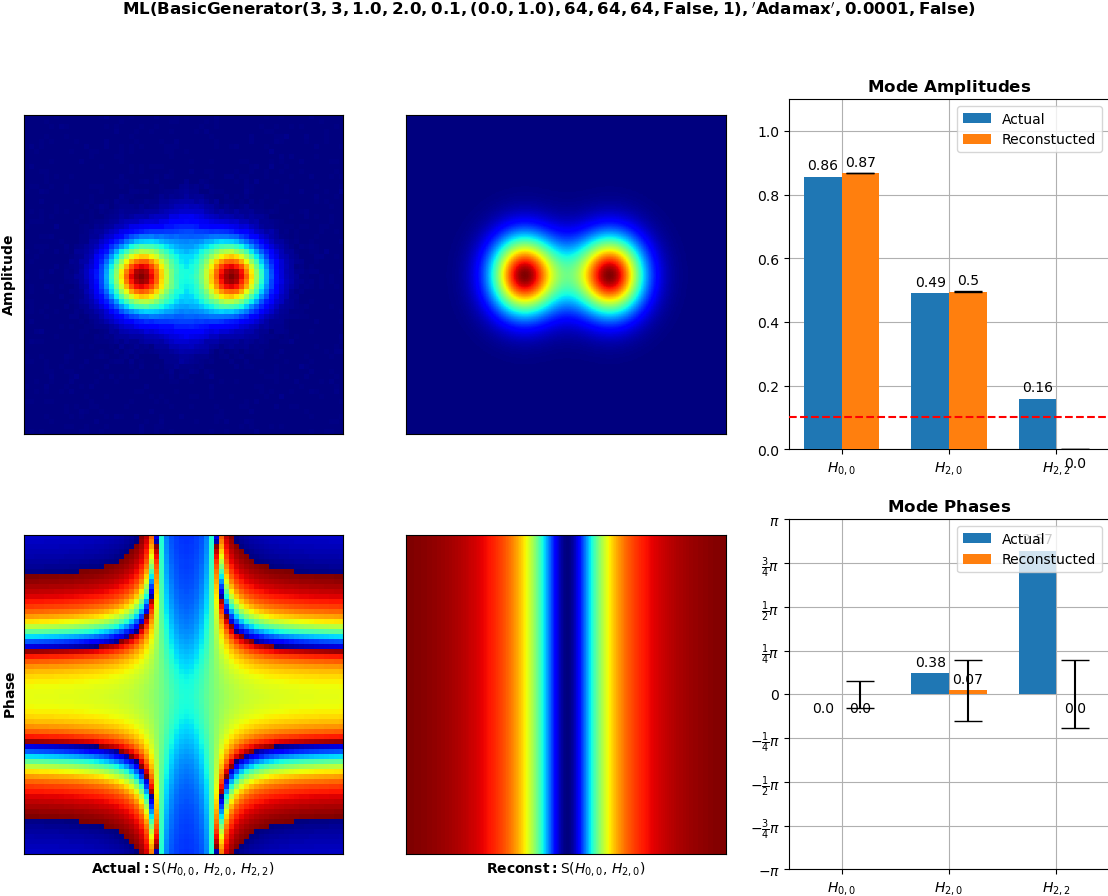 ML(BasicGenerator(3, 3, 1.0, 2.0, 0.1, (0.0, 1.0), 64, 64, 64, False, 1), ′Adamax′, 0.0001, False)
Amplitude
Mode Amplitudes
Actual
Reconstucted
1.0
0.8
0.6
0.4
0.2
0.0
0.86
0.87
0.49
0.5
0.16
0.0
H0,0
H2,0
H2,2
Phase
Actual: S(H0,0, H2,0, H2,2)
Reconst: S(H0,0, H2,0)
Mode Phases
Actual
Reconstucted
π
3/4π
1/2π
1/4π
0
−1/4π
−1/2π
−3/4π
−π
0.0
0.0
0.38
0.07
0.0
H0,0
H2,0
H2,2